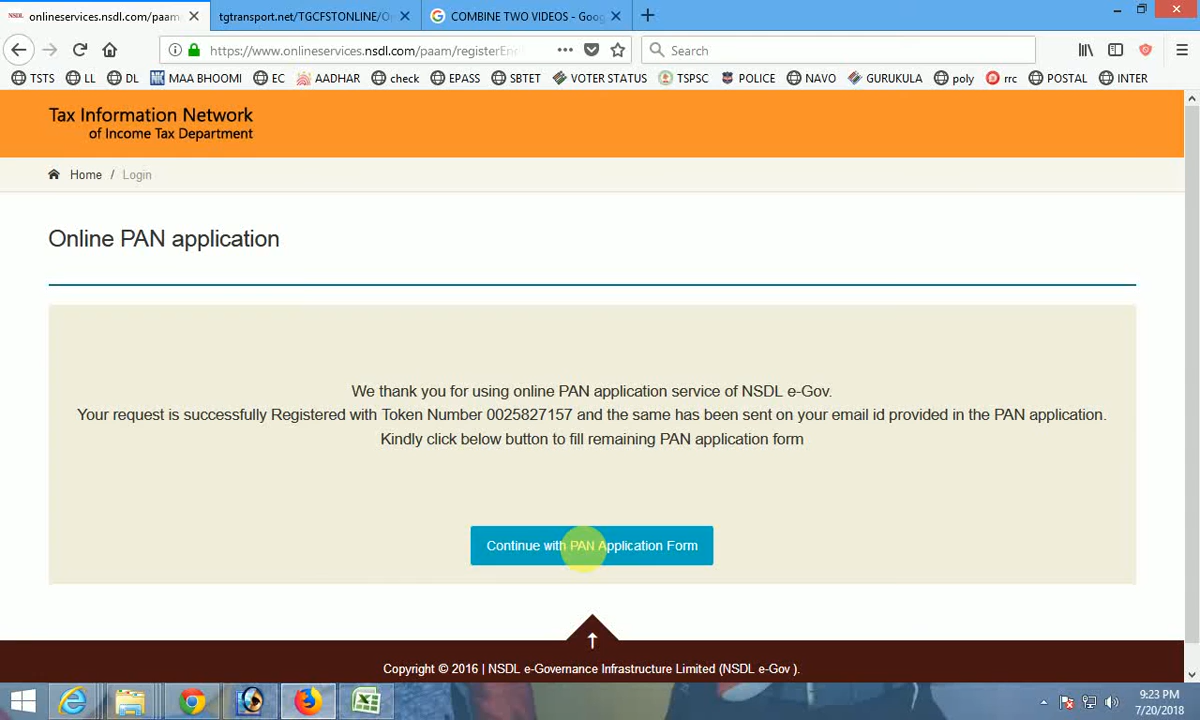 NSDL onlineservices.nsdl.com/paam
tgtransport.net/TGCFSTONLINE/O
COMBINE TWO VIDEOS - Goog
https://www.onlineservices.nsdl.com/paam/registerEn
Search
TSTS LL DL MAA BHOOMI EC AADHAR check EPASS SBTET VOTER STATUS TSPSC POLICE NAVO GURUKULA poly rrc POSTAL INTER
Tax Information Network
of Income Tax Department
Home / Login
Online PAN application
We thank you for using online PAN application service of NSDL e-Gov.
Your request is successfully Registered with Token Number 0025827157 and the same has been sent on your email id provided in the PAN application.
Kindly click below button to fill remaining PAN application form
Continue with PAN Application Form
Copyright © 2016 | NSDL e-Governance Infrastructure Limited (NSDL e-Gov ).
9:23 PM
7/20/2018